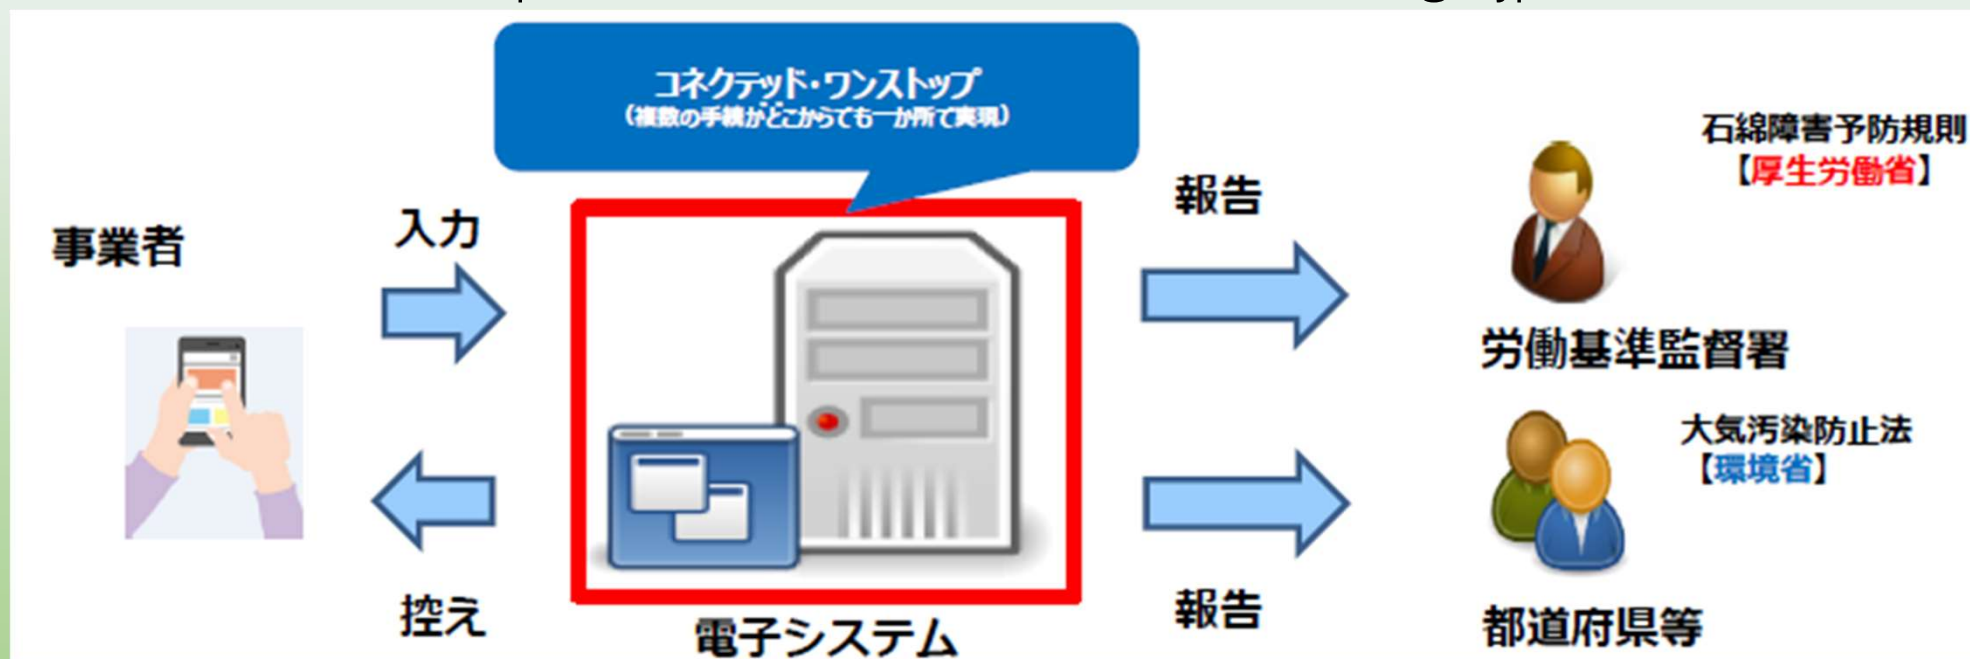 コネクテッド・ワンストップ
（複数の手続がどこからでも一か所で実現）
事業者
入力
控え
電子システム
報告
報告
石綿障害予防規則
【厚生労働省】
労働基準監督署
大気汚染防止法
【環境省】
都道府県等